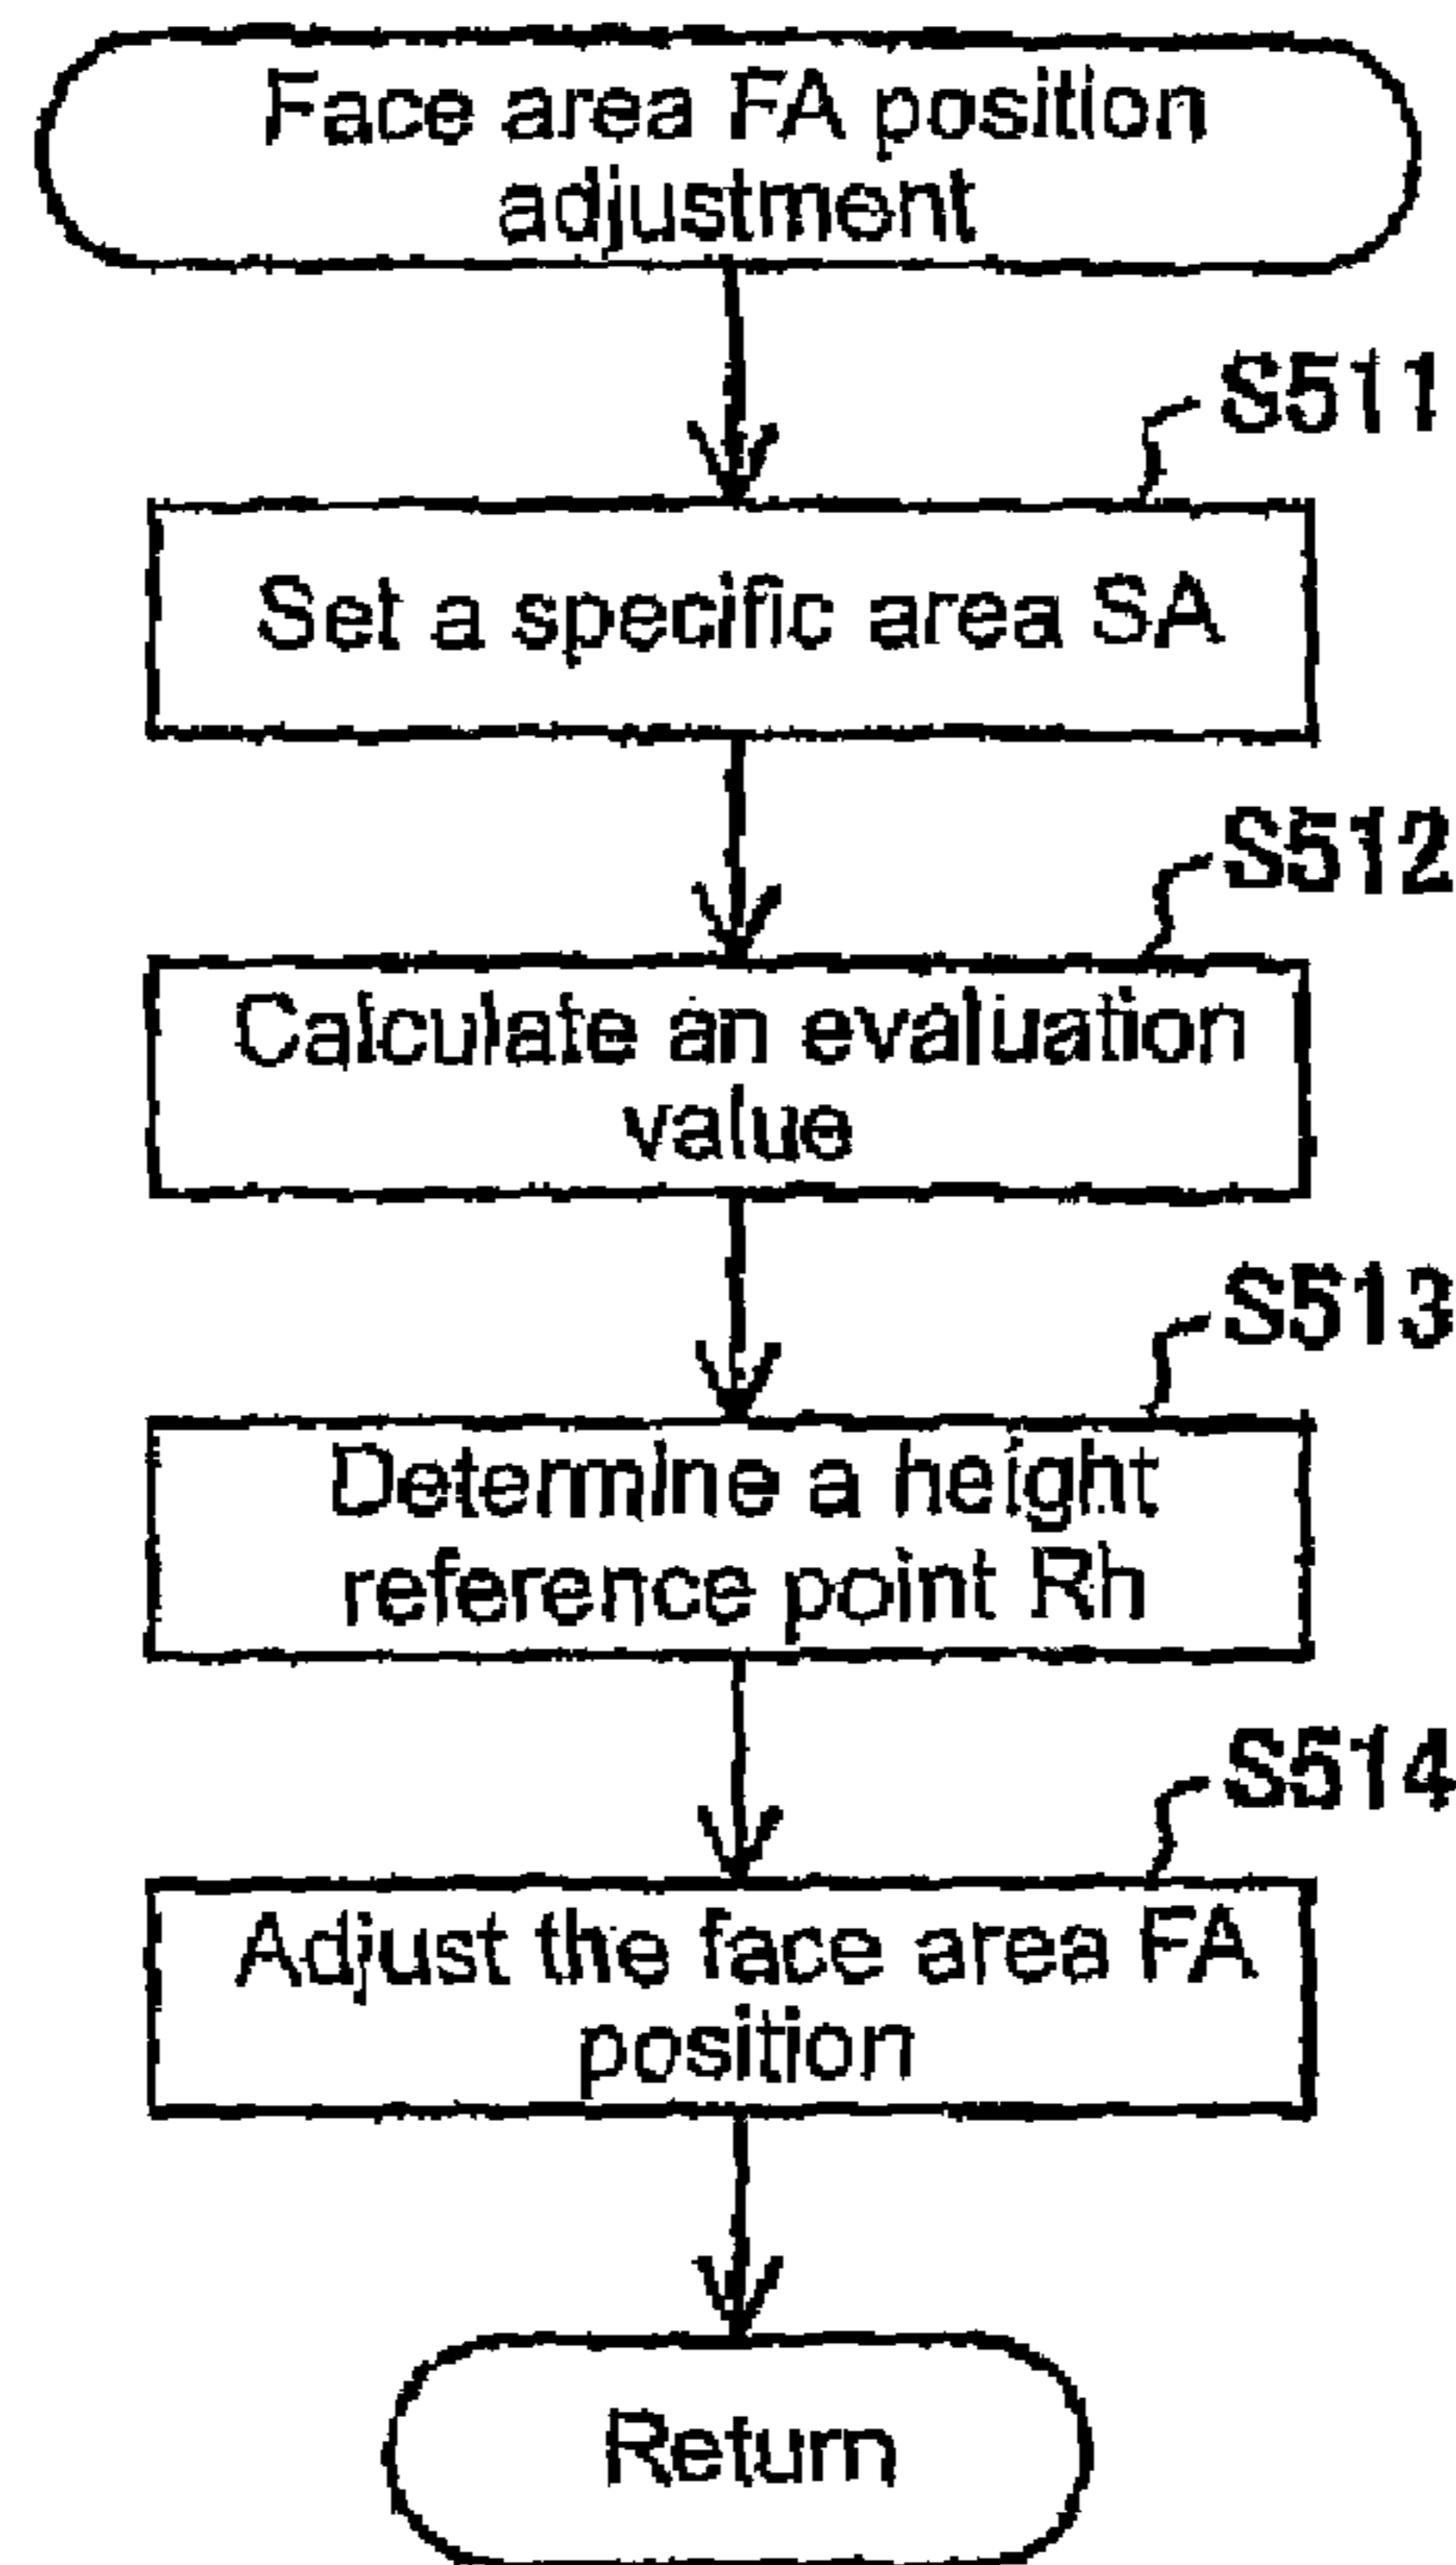 Face area FA position
adjustment
S511
Set a specific area SA
S512
Calculate an evaluation
value
S513
Determine a height
reference point Rh
S514
Adjust the face area FA
position
Return